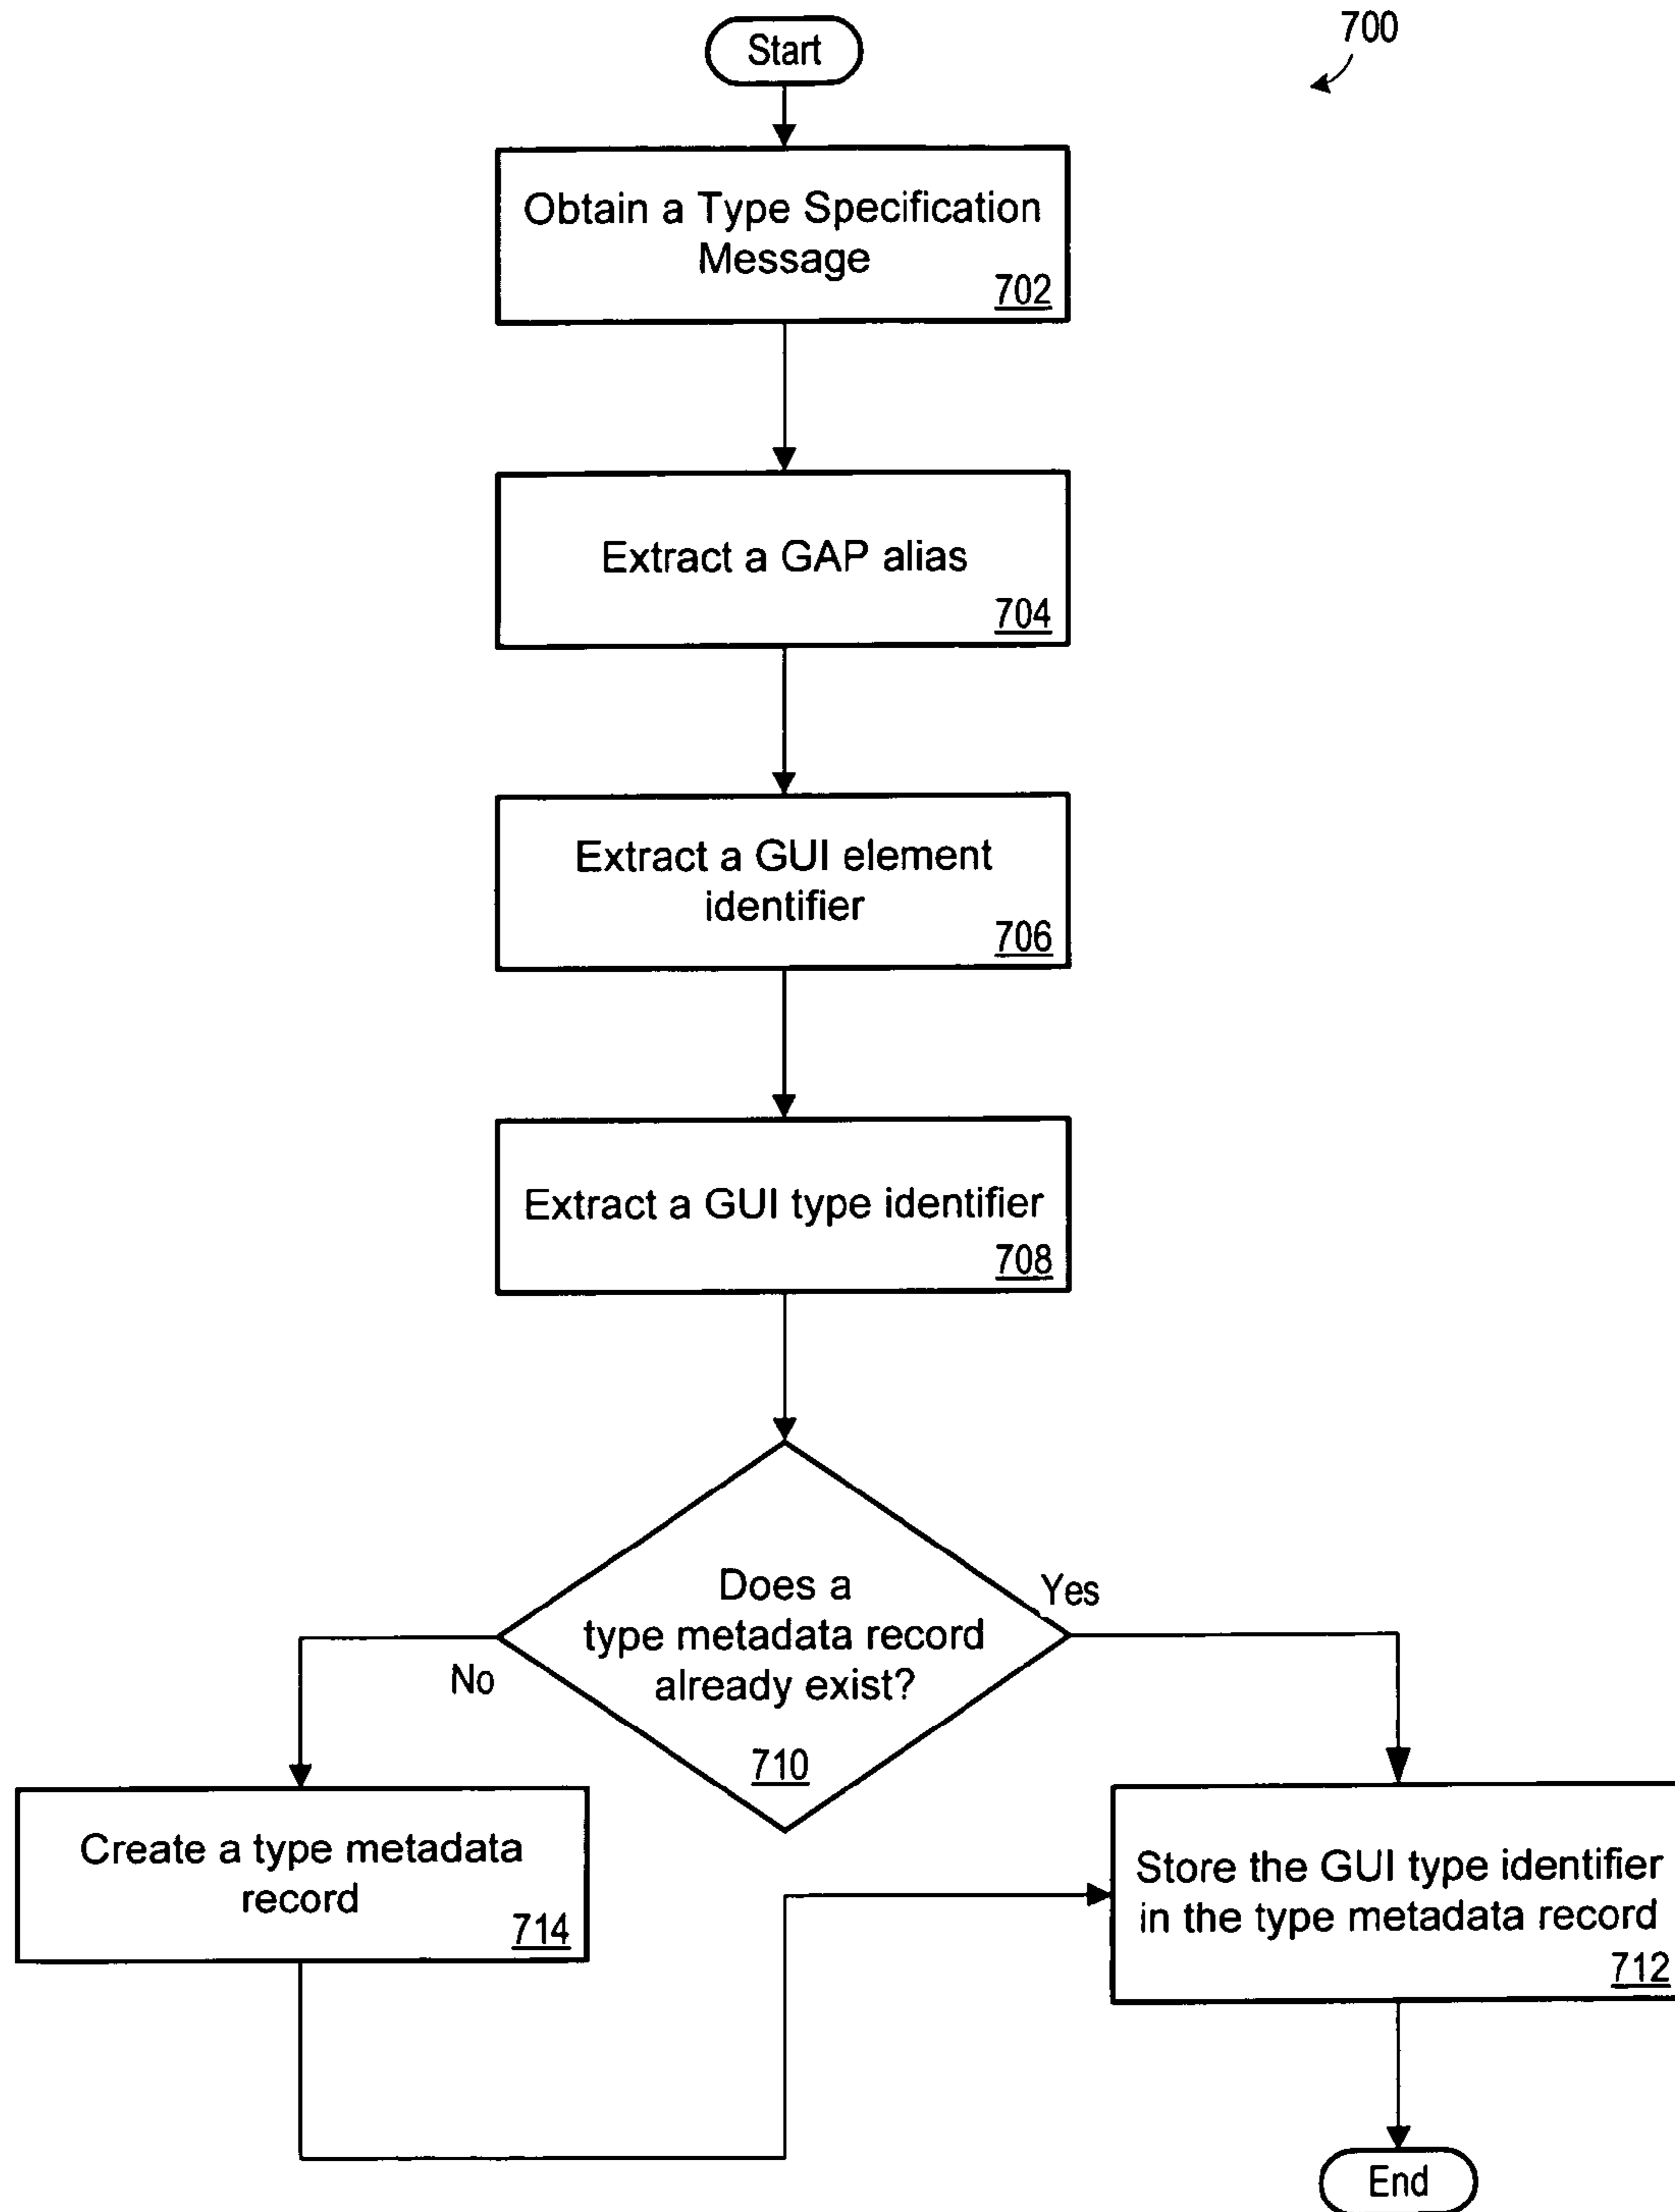 700
Start
Obtain a Type Specification
Message
702
Extract a GAP alias
704
Extract a GUI element
identifier
706
Extract a GUI type identifier
708
Does a
type metadata record
already exist?
710
Yes
No
Create a type metadata
record
714
Store the GUI type identifier
in the type metadata record
712
End